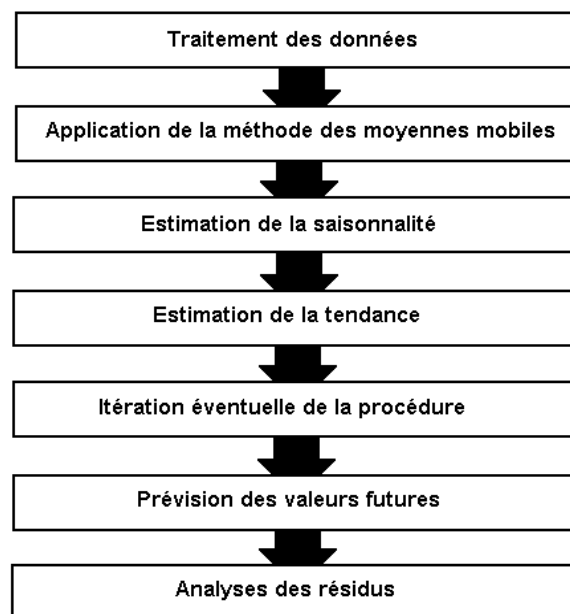 Traitement des données
Application de la méthode des moyennes mobiles
Estimation de la saisonnalité
Estimation de la tendance
Itération éventuelle de la procédure
Prévision des valeurs futures
Analyses des résidus